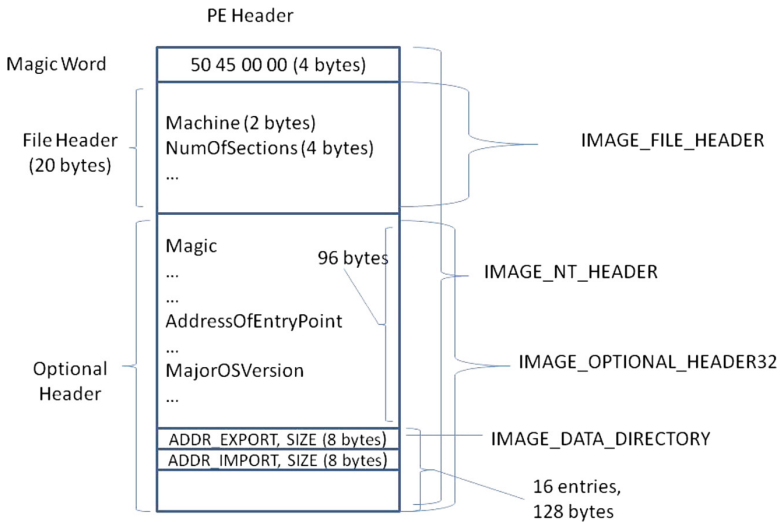 PE Header
Magic Word
50 45 00 00 (4 bytes)
File Header
(20 bytes)
Machine (2 bytes)
NumOfSections (4 bytes)
...
IMAGE_FILE_HEADER
Optional
Header
Magic
...
...
AddressOfEntryPoint
...
MajorOSVersion
...
96 bytes
IMAGE_NT_HEADER
IMAGE_OPTIONAL_HEADER32
ADDR_EXPORT, SIZE (8 bytes)
ADDR_IMPORT, SIZE (8 bytes)
IMAGE_DATA_DIRECTORY
16 entries,
128 bytes